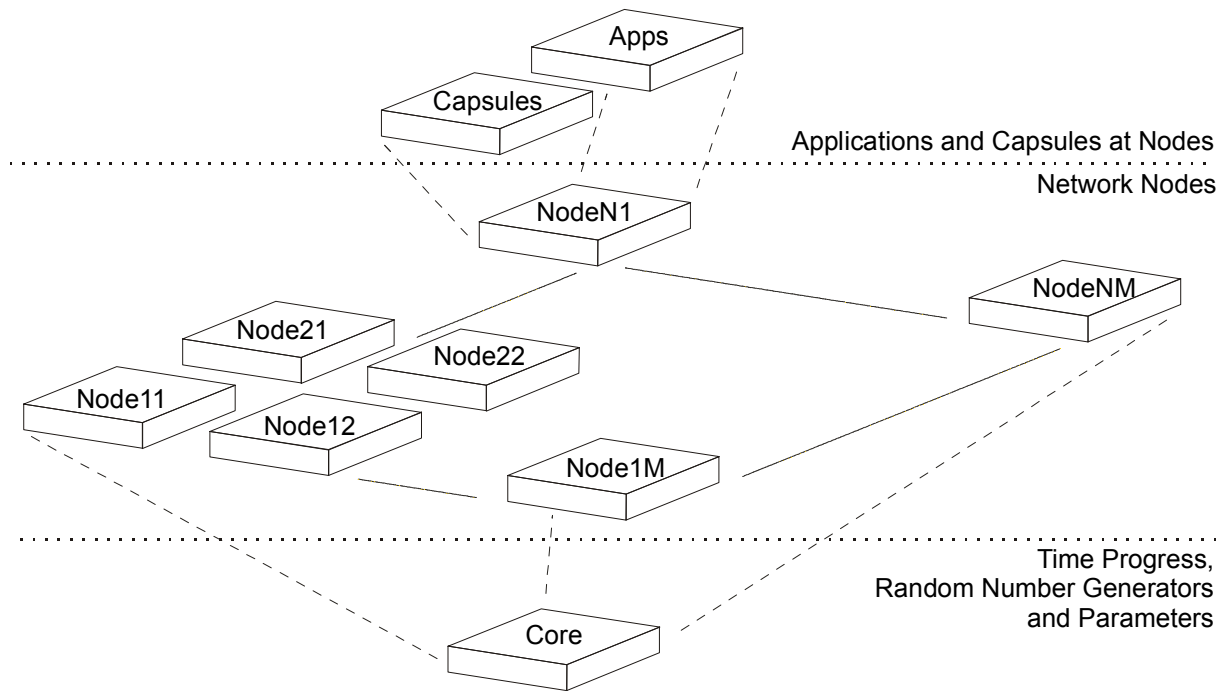 Apps
Capsules
Applications and Capsules at Nodes
Network Nodes
NodeN1
NodeNM
Node21
Node22
Node11
Node12
Node1M
Time Progress,
Random Number Generators
and Parameters
Core